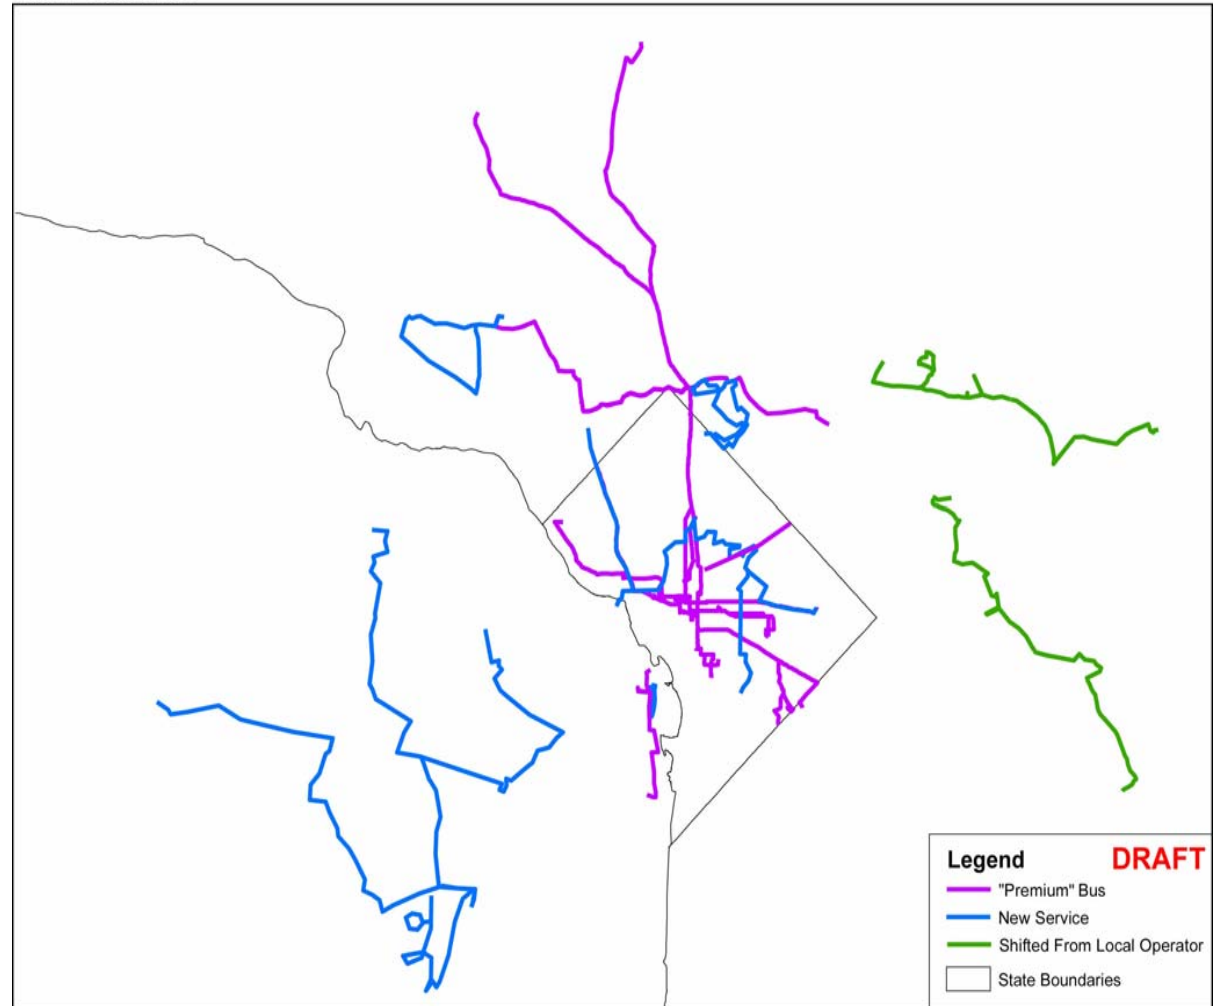 Legend
DRAFT
"Premium" Bus
New Service
Shifted From Local Operator
State Boundaries